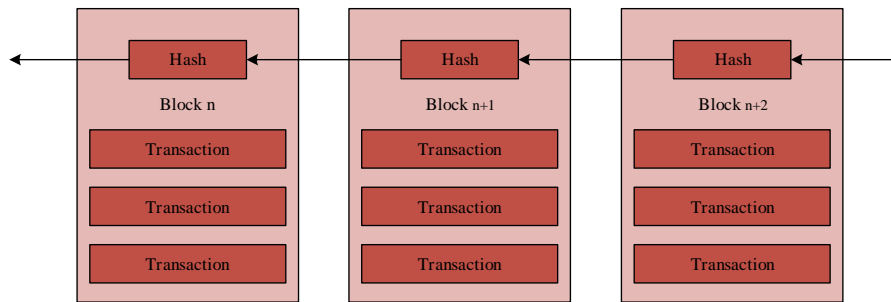 Hash
Block n
Transaction
Transaction
Transaction
Hash
Block n+1
Transaction
Transaction
Transaction
Hash
Block n+2
Transaction
Transaction
Transaction